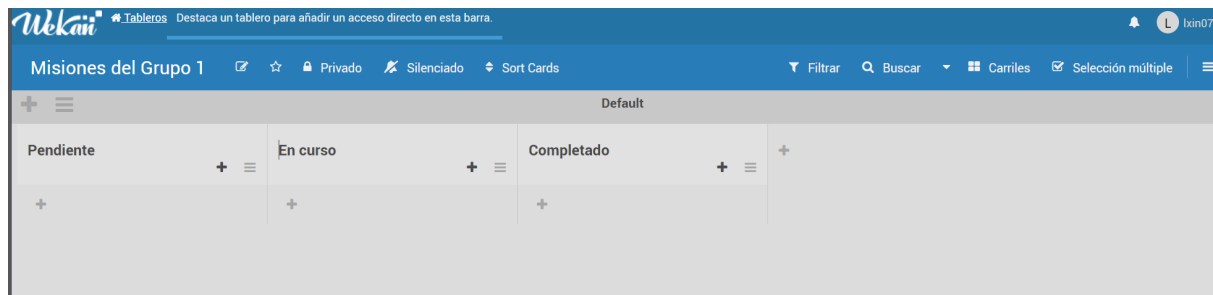 Wekan Tableros Destaca un tablero para añadir un acceso directo en esta barra. L lxin07
Misiones del Grupo 1 Privado Silenciado Sort Cards Filtrar Buscar Carriles Selección múltiple
Default
Pendiente En curso Completado